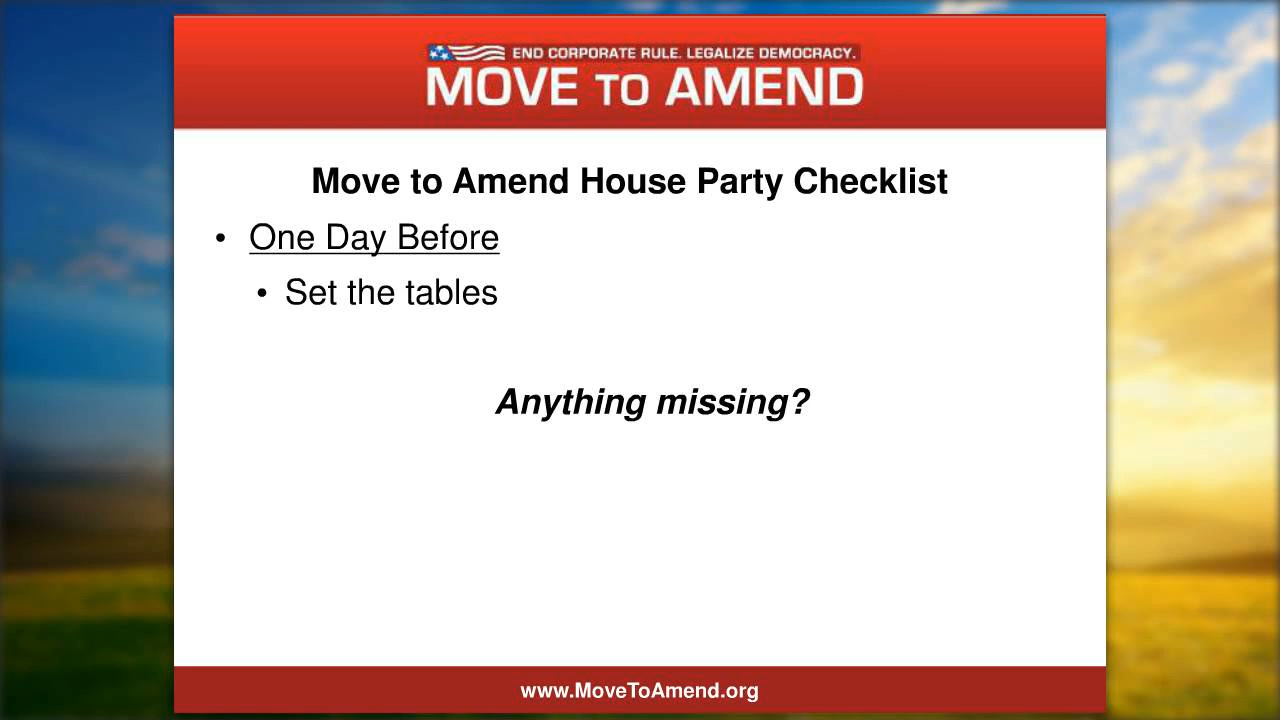 END CORPORATE RULE. LEGALIZE DEMOCRACY.
MOVE TO AMEND
Move to Amend House Party Checklist
• One Day Before
• Set the tables
Anything missing?
www.MoveToAmend.org